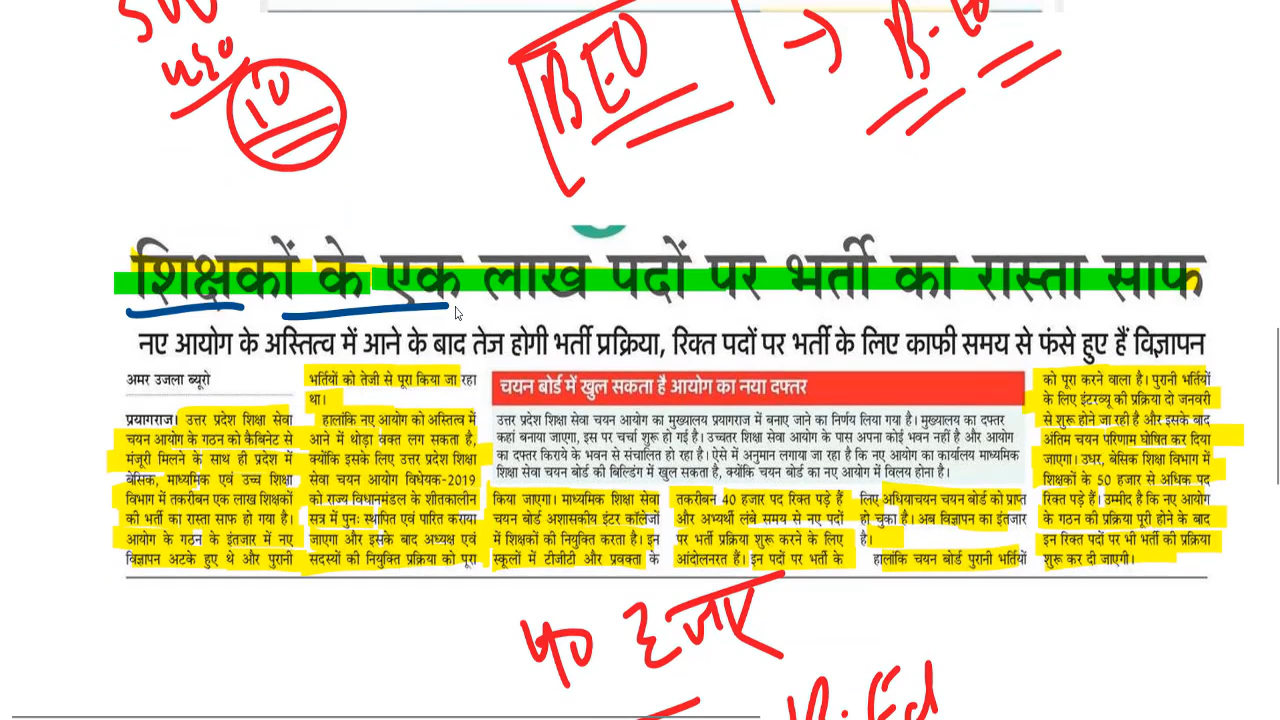 500
10
BEO → B.Ed
शिक्षकों के एक लाख पदों पर भर्ती का रास्ता साफ
नए आयोग के अस्तित्व में आने के बाद तेज होगी भर्ती प्रक्रिया, रिक्त पदों पर भर्ती के लिए काफी समय से फंसे हुए हैं विज्ञापन
अमर उजाला ब्यूरो
प्रयागराज। उत्तर प्रदेश शिक्षा सेवा
चयन आयोग के गठन को कैबिनेट से
मंजूरी मिलने के साथ ही प्रदेश में
बेसिक, माध्यमिक एवं उच्च शिक्षा
विभाग में तकरीबन एक लाख शिक्षकों
की भर्ती का रास्ता साफ हो गया है।
आयोग के गठन के इंतजार में नए
विज्ञापन अटके हुए थे और पुरानी
भर्तियों को तेजी से पूरा किया जा रहा
था।
हालांकि नए आयोग को अस्तित्व में
आने में थोड़ा वक्त लग सकता है,
क्योंकि इसके लिए उत्तर प्रदेश शिक्षा
सेवा चयन आयोग विधेयक-2019
को राज्य विधानमंडल के शीतकालीन
सत्र में पुनः स्थापित एवं पारित कराया
जाएगा और इसके बाद अध्यक्ष एवं
सदस्यों की नियुक्ति प्रक्रिया को पूरा
चयन बोर्ड में खुल सकता है आयोग का नया दफ्तर
उत्तर प्रदेश शिक्षा सेवा चयन आयोग का मुख्यालय प्रयागराज में बनाए जाने का निर्णय लिया गया है। मुख्यालय का दफ्तर
कहां बनाया जाएगा, इस पर चर्चा शुरू हो गई है। उच्चतर शिक्षा सेवा आयोग के पास अपना कोई भवन नहीं है और आयोग
का दफ्तर किराये के भवन से संचालित हो रहा है। ऐसे में अनुमान लगाया जा रहा है कि नए आयोग का कार्यालय माध्यमिक
शिक्षा सेवा चयन बोर्ड की बिल्डिंग में खुल सकता है, क्योंकि चयन बोर्ड का नए आयोग में विलय होना है।
किया जाएगा। माध्यमिक शिक्षा सेवा
चयन बोर्ड अशासकीय इंटर कॉलेजों
में शिक्षकों की नियुक्ति करता है। इन
स्कूलों में टीजीटी और प्रवक्ता के
तकरीबन 40 हजार पद रिक्त पड़े हैं
और अभ्यर्थी लंबे समय से नए पदों
पर भर्ती प्रक्रिया शुरू करने के लिए
आंदोलनरत हैं। इन पदों पर भर्ती के
लिए अधियाचयन चयन बोर्ड को प्राप्त
हो चुका है। अब विज्ञापन का इंतजार
है।
हालांकि चयन बोर्ड पुरानी भर्तियों
को पूरा करने वाला है। पुरानी भर्तियों
के लिए इंटरव्यू की प्रक्रिया दो जनवरी
से शुरू होने जा रही है और इसके बाद
अंतिम चयन परिणाम घोषित कर दिया
जाएगा। उधर, बेसिक शिक्षा विभाग में
शिक्षकों के 50 हजार से अधिक पद
रिक्त पड़े हैं। उम्मीद है कि नए आयोग
के गठन की प्रक्रिया पूरी होने के बाद
इन रिक्त पदों पर भी भर्ती की प्रक्रिया
शुरू कर दी जाएगी।
40 हजार
B.Ed